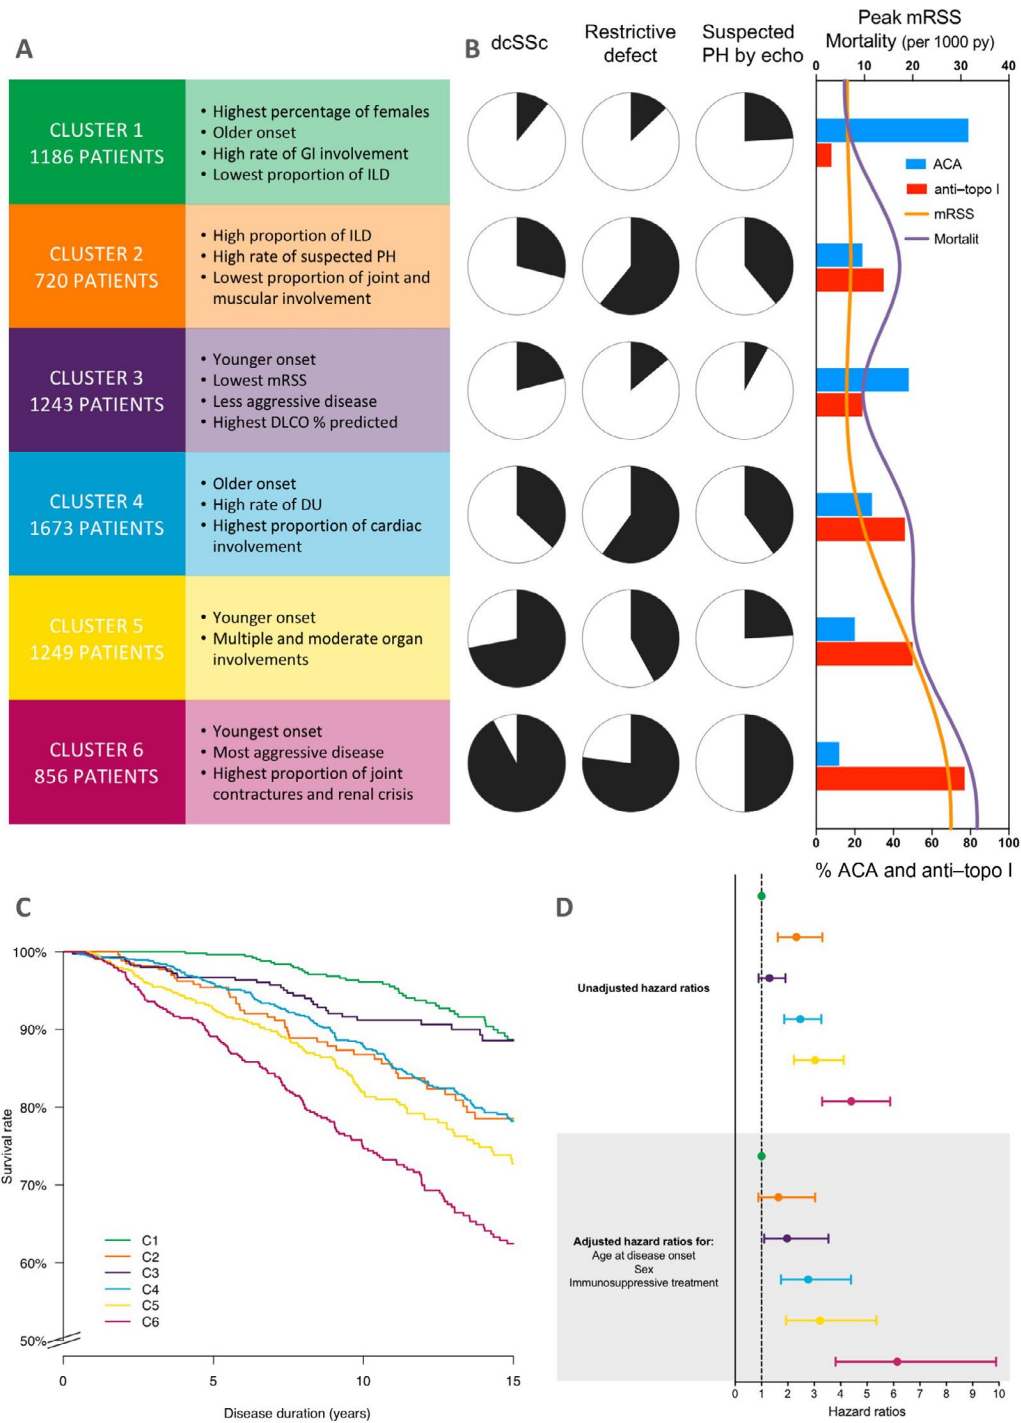 A
B
dcSSc
Restrictive
defect
Suspected
PH by echo
Peak mRSS
Mortality (per 1000 py)
0 10 20 30 40
CLUSTER 1
1186 PATIENTS
• Highest percentage of females
• Older onset
• High rate of GI involvement
• Lowest proportion of ILD
CLUSTER 2
720 PATIENTS
• High proportion of ILD
• High rate of suspected PH
• Lowest proportion of joint and
muscular involvement
CLUSTER 3
1243 PATIENTS
• Younger onset
• Lowest mRSS
• Less aggressive disease
• Highest DLCO % predicted
CLUSTER 4
1673 PATIENTS
• Older onset
• High rate of DU
• Highest proportion of cardiac
involvement
CLUSTER 5
1249 PATIENTS
• Younger onset
• Multiple and moderate organ
involvements
CLUSTER 6
856 PATIENTS
• Youngest onset
• Most aggressive disease
• Highest proportion of joint
contractures and renal crisis
ACA
anti–topo I
mRSS
Mortalit
0 20 40 60 80 100
% ACA and anti–topo I
C
100%
90%
80%
70%
60%
50%
Survival rate
C1
C2
C3
C4
C5
C6
0 5 10 15
Disease duration (years)
D
Unadjusted hazard ratios
Adjusted hazard ratios for:
Age at disease onset
Sex
Immunosuppressive treatment
0 1 2 3 4 5 6 7 8 9 10
Hazard ratios